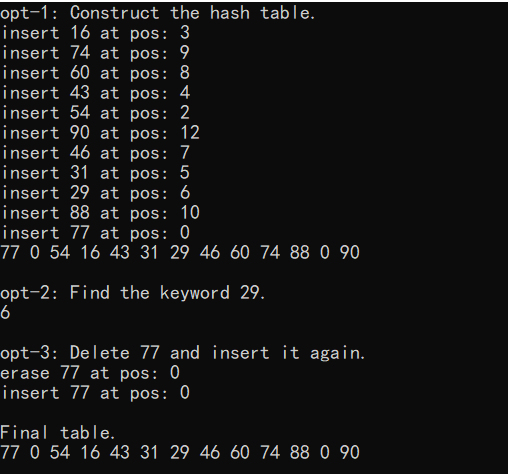 opt-1: Construct the hash table.
insert 16 at pos: 3
insert 74 at pos: 9
insert 60 at pos: 8
insert 43 at pos: 4
insert 54 at pos: 2
insert 90 at pos: 12
insert 46 at pos: 7
insert 31 at pos: 5
insert 29 at pos: 6
insert 88 at pos: 10
insert 77 at pos: 0
77 0 54 16 43 31 29 46 60 74 88 0 90
opt-2: Find the keyword 29.
6
opt-3: Delete 77 and insert it again.
erase 77 at pos: 0
insert 77 at pos: 0
Final table.
77 0 54 16 43 31 29 46 60 74 88 0 90